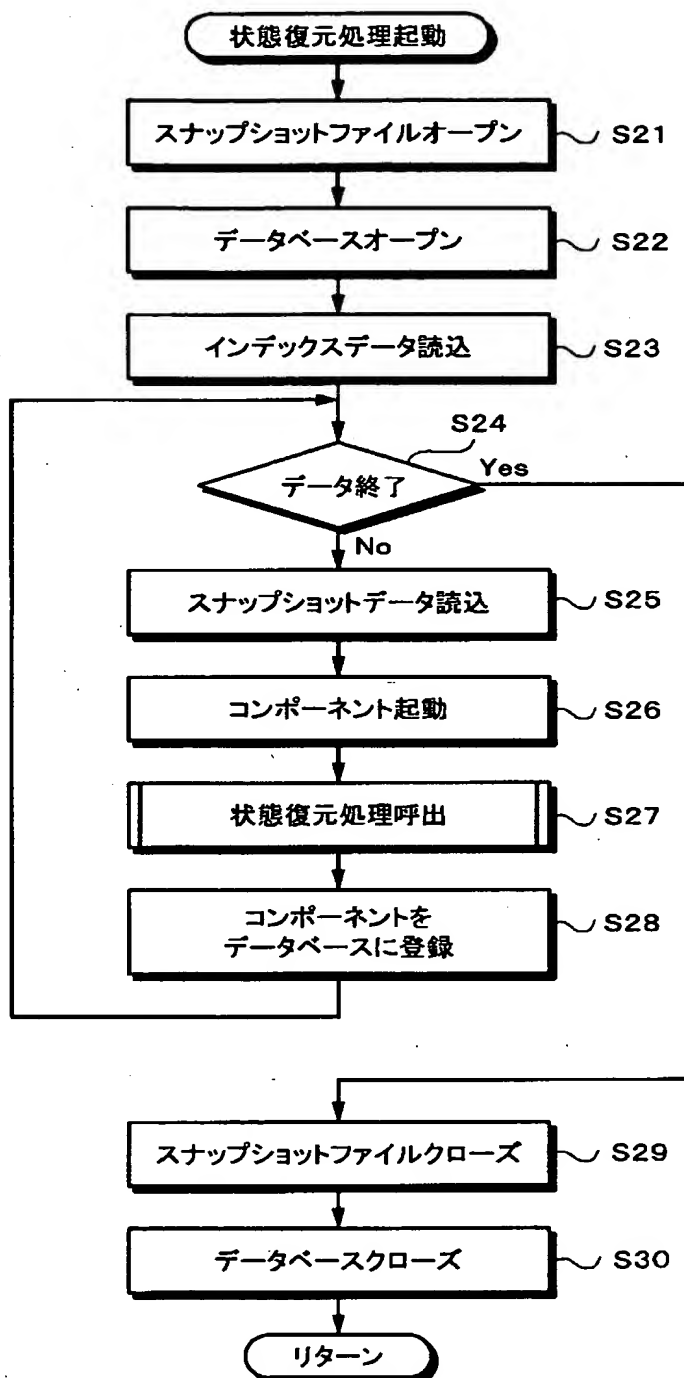 状態復元処理起動
スナップショットファイルオープン
S21
データベースオープン
S22
インデックスデータ読込
S23
S24
データ終了
Yes
No
スナップショットデータ読込
S25
コンポーネント起動
S26
状態復元処理呼出
S27
コンポーネントを
データベースに登録
S28
スナップショットファイルクローズ
S29
データベースクローズ
S30
リターン